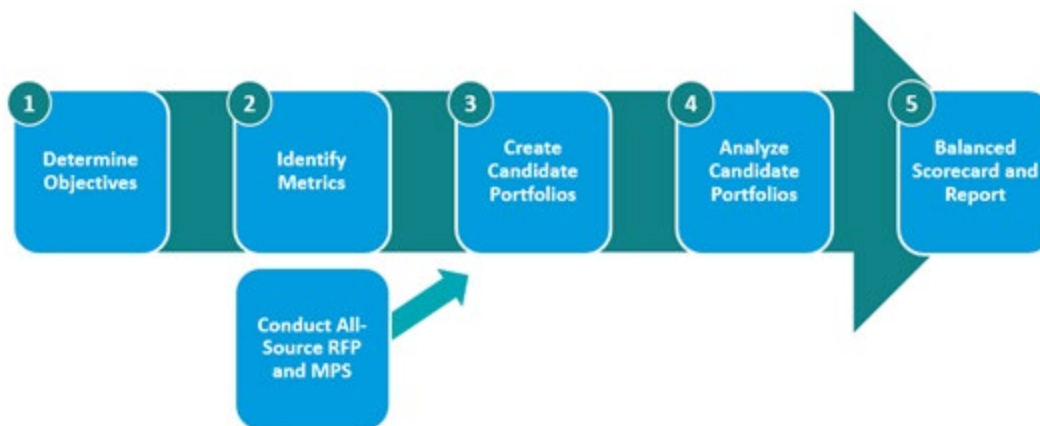 1
Determine
Objectives
2
Identify
Metrics
3
Create
Candidate
Portfolios
4
Analyze
Candidate
Portfolios
5
Balanced
Scorecard and
Report
Conduct All-
Source RFP
and MPS